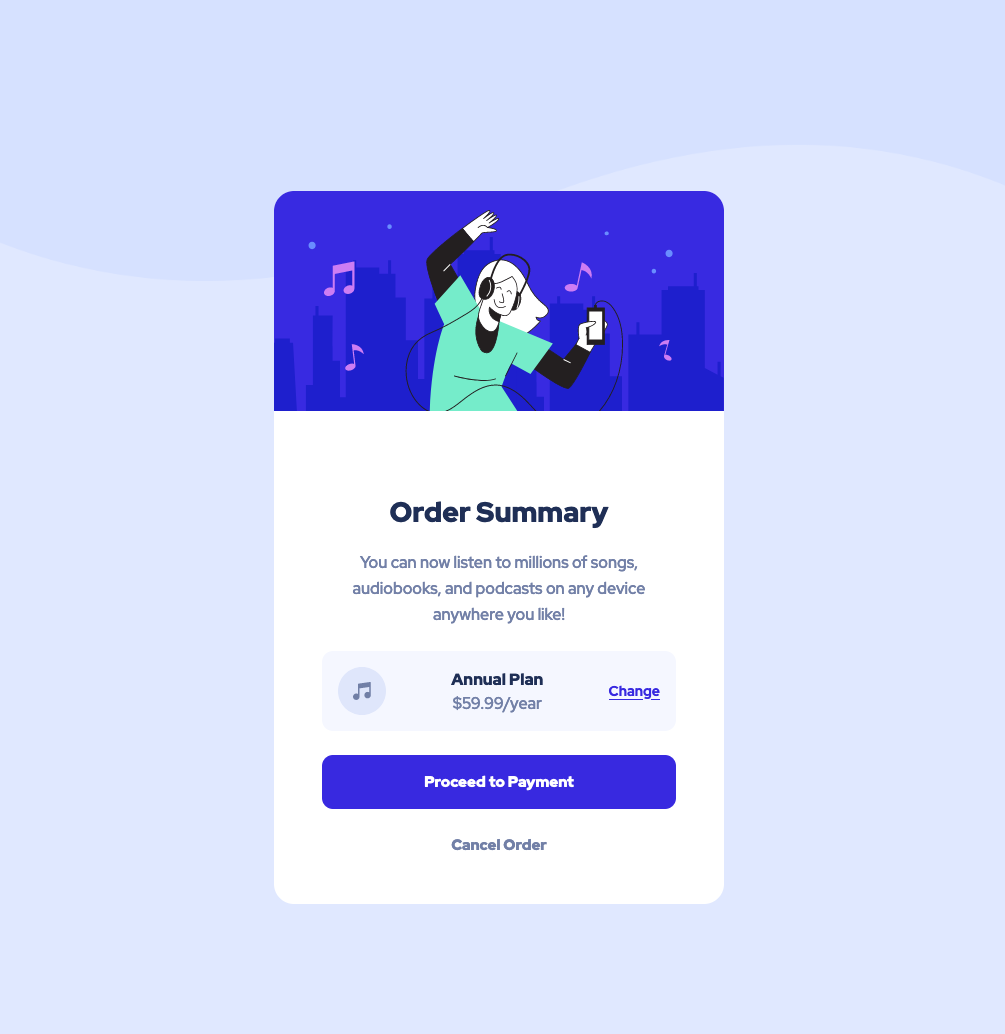 Order Summary
You can now listen to millions of songs,
audiobooks, and podcasts on any device
anywhere you like!
Annual Plan
$59.99/year
Change
Proceed to Payment
Cancel Order